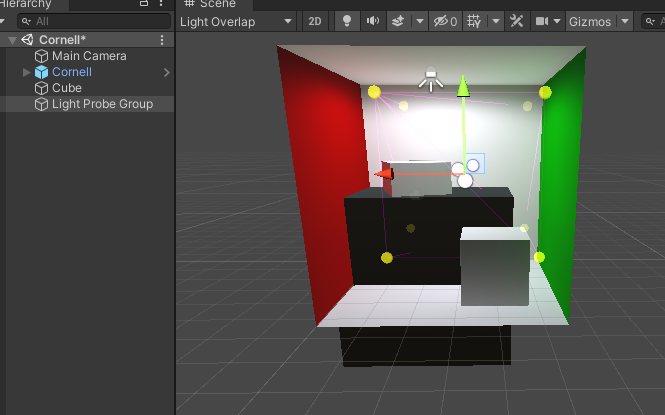 Hierarchy
Scene
All
Light Overlap
2D
0
Gizmos
A
Cornell*
Main Camera
Cornell
Cube
Light Probe Group